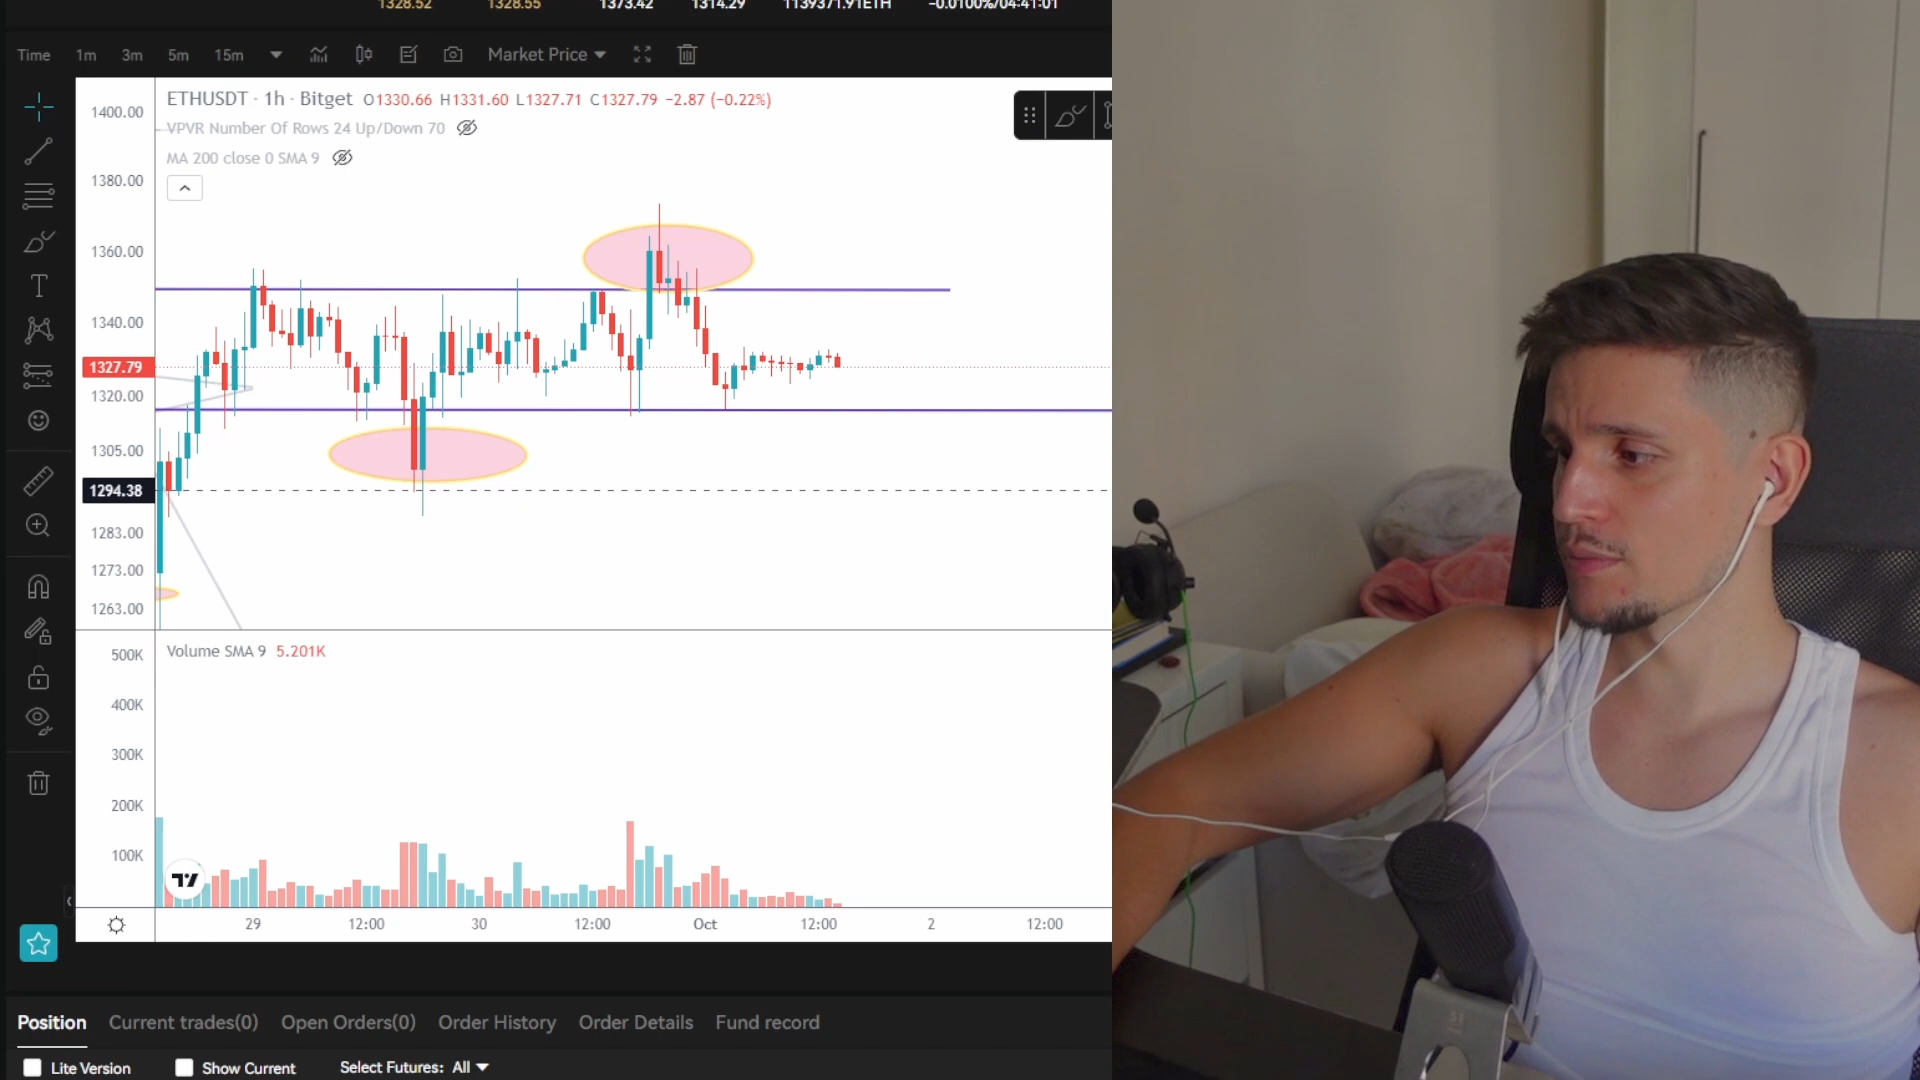 1328.52 1328.55 1373.42 1314.29 1139371.91ETH -0.0100%/04:41:01
Time 1m 3m 5m 15m Market Price
ETHUSDT · 1h · Bitget O1330.66 H1331.60 L1327.71 C1327.79 −2.87 (−0.22%)
VPVR Number Of Rows 24 Up/Down 70
MA 200 close 0 SMA 9
1400.00
1380.00
1360.00
1340.00
1327.79
1320.00
1305.00
1294.38
1283.00
1273.00
1263.00
Volume SMA 9 5.201K
500K
400K
300K
200K
100K
29 12:00 30 12:00 Oct 12:00 2 12:00
Position Current trades(0) Open Orders(0) Order History Order Details Fund record
Lite Version Show Current Select Futures: All